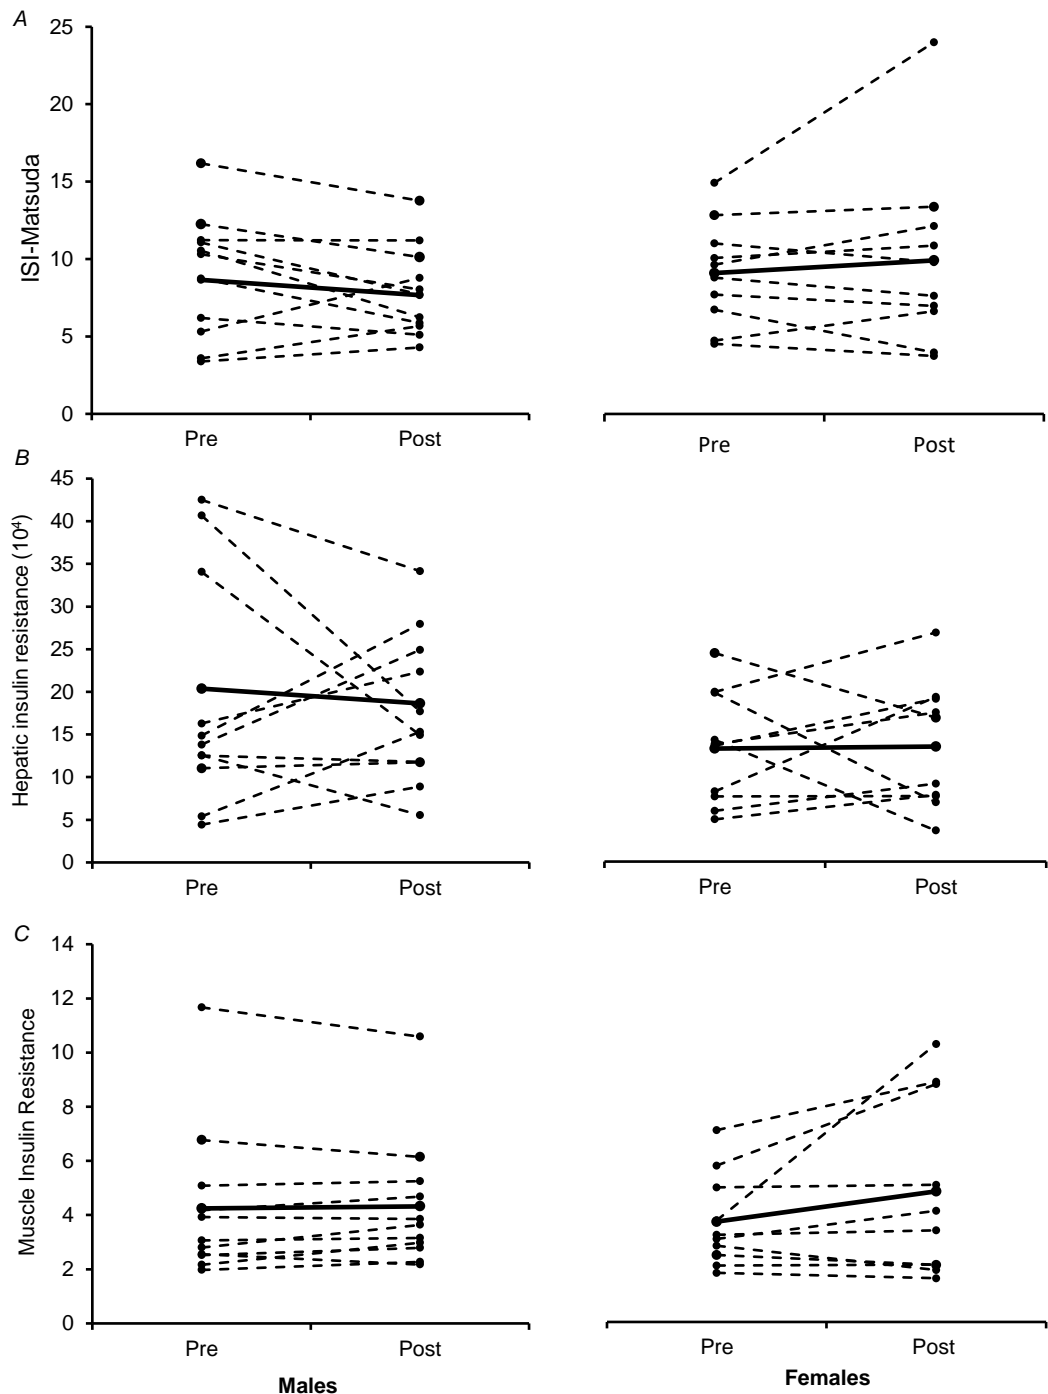 A
ISI-Matsuda
25
20
15
10
5
0
Pre Post
Pre Post
B
Hepatic insulin resistance (10⁴)
45
40
35
30
25
20
15
10
5
0
Pre Post
Pre Post
C
Muscle Insulin Resistance
14
12
10
8
6
4
2
0
Pre Post
Pre Post
Males
Females